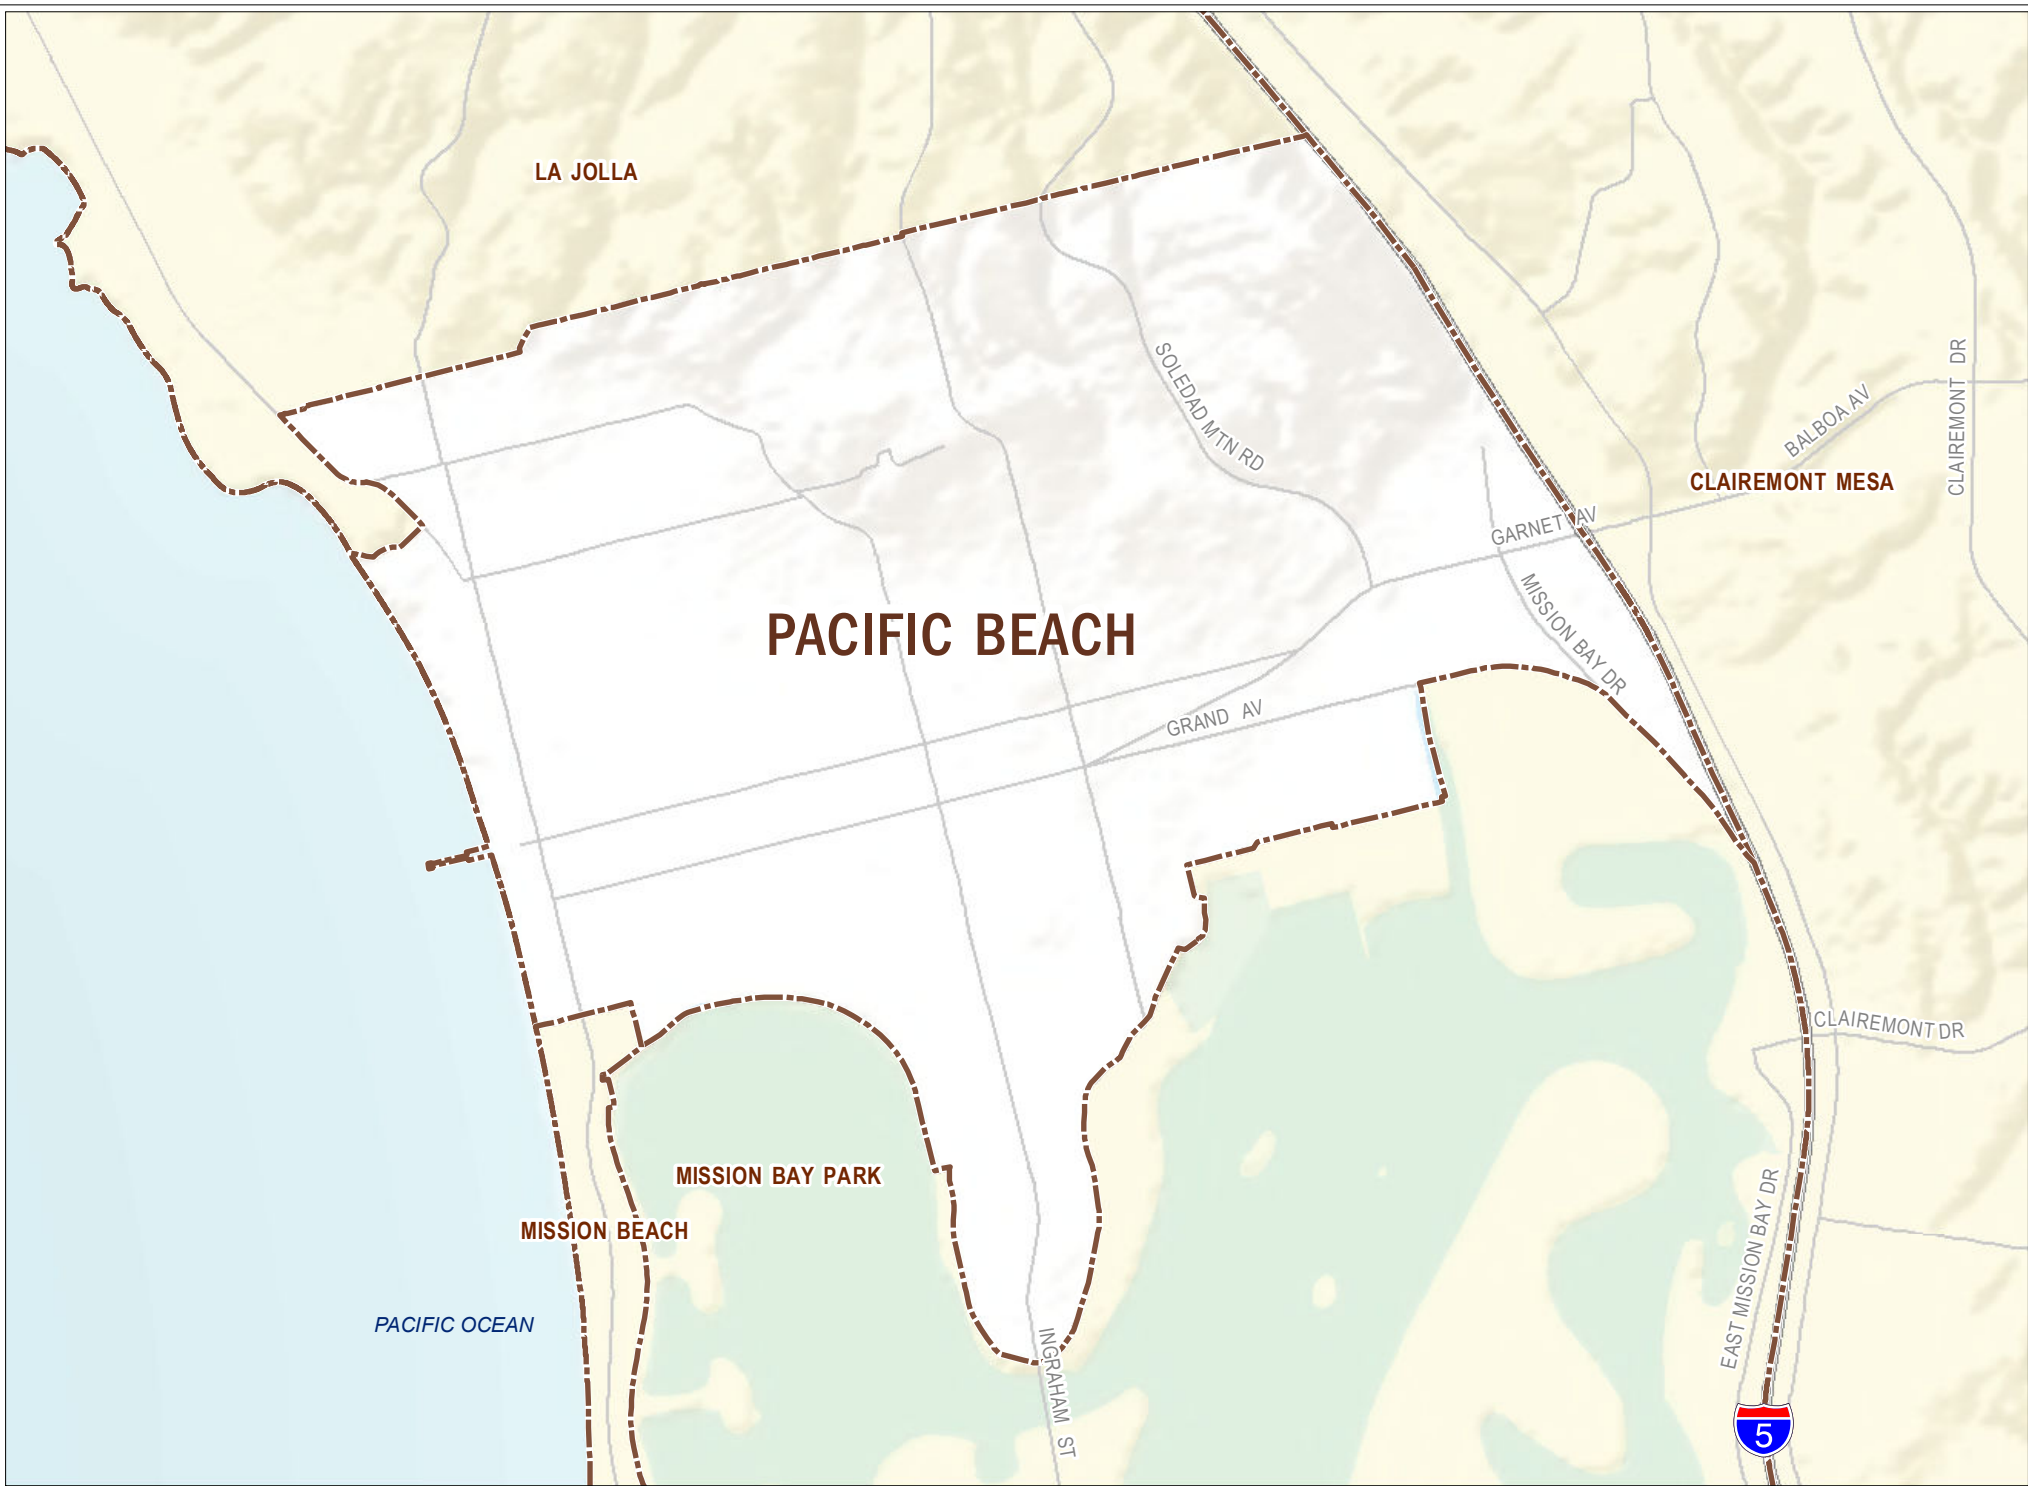 LA JOLLA
SOLEDAD MTN RD
CLAIREMONT DR
BALBOA AV
CLAIREMONT MESA
GARNET AV
MISSION BAY DR
PACIFIC BEACH
GRAND AV
CLAIREMONT DR
MISSION BAY PARK
MISSION BEACH
EAST MISSION BAY DR
PACIFIC OCEAN
INGRAHAM ST
5